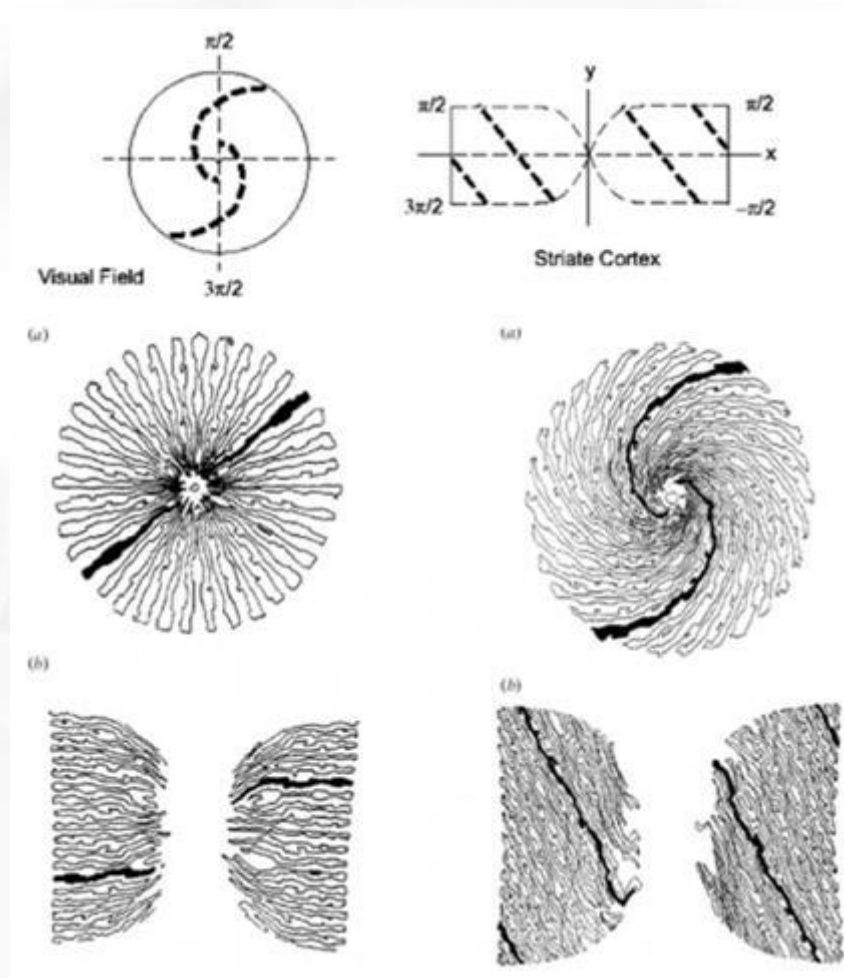 π/2
Visual Field
3π/2
y
π/2
π/2
x
3π/2
-π/2
Striate Cortex
(a)
(a)
(b)
(b)